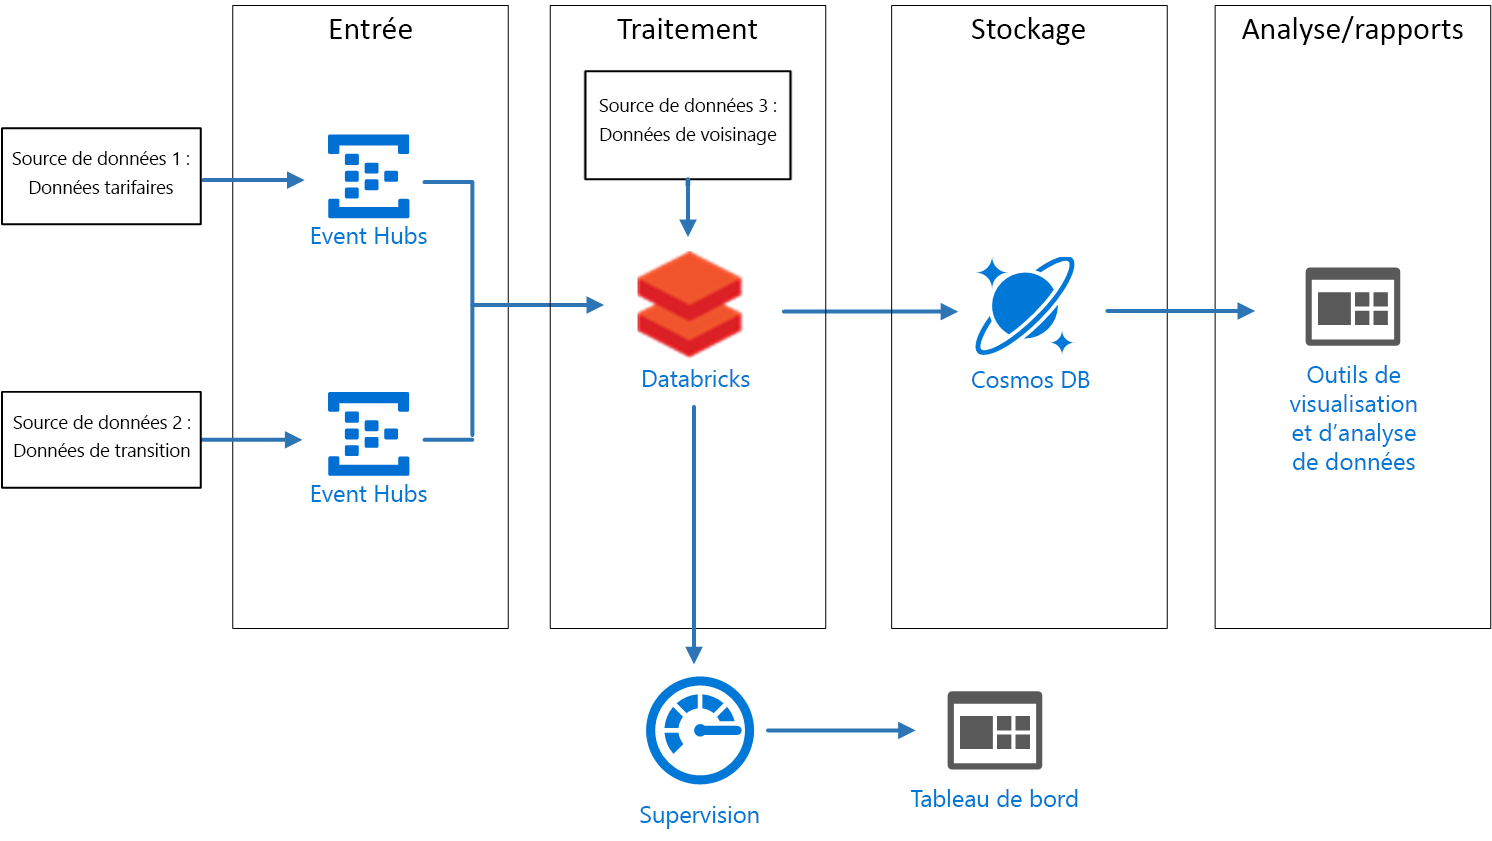 Entrée
Traitement
Stockage
Analyse/rapports
Source de données 3 :
Données de voisinage
Source de données 1 :
Données tarifaires
Event Hubs
Databricks
Cosmos DB
Outils de
visualisation
et d’analyse
de données
Source de données 2 :
Données de transition
Event Hubs
Supervision
Tableau de bord